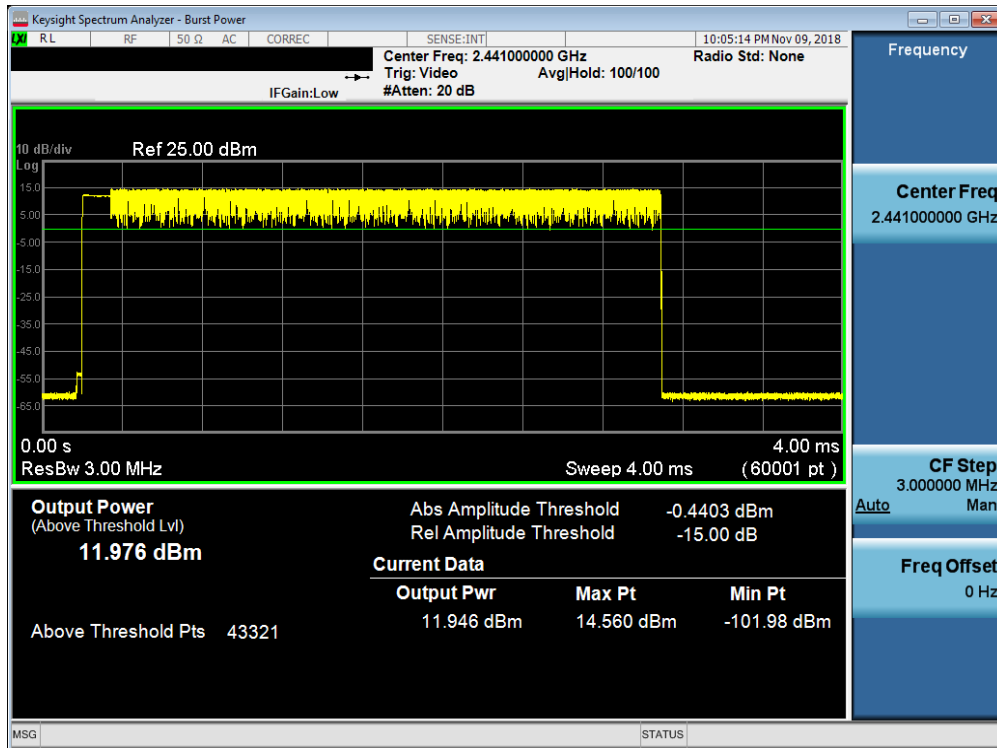 Keysight Spectrum Analyzer - Burst Power
LXI RL RF 50 Ω AC CORREC SENSE:INT 10:05:14 PM Nov 09, 2018
Center Freq: 2.441000000 GHz Radio Std: None
Trig: Video Avg|Hold: 100/100
IFGain:Low #Atten: 20 dB
10 dB/div Ref 25.00 dBm
Log
15.0
5.00
-5.00
-15.0
-25.0
-35.0
-45.0
-55.0
-65.0
0.00 s 4.00 ms
ResBw 3.00 MHz Sweep 4.00 ms (60001 pt)
Output Power
(Above Threshold Lvl)
11.976 dBm
Above Threshold Pts 43321
Abs Amplitude Threshold -0.4403 dBm
Rel Amplitude Threshold -15.00 dB
Current Data
Output Pwr Max Pt Min Pt
11.946 dBm 14.560 dBm -101.98 dBm
Frequency
Center Freq
2.441000000 GHz
CF Step
3.000000 MHz
Auto Man
Freq Offset
0 Hz
MSG STATUS